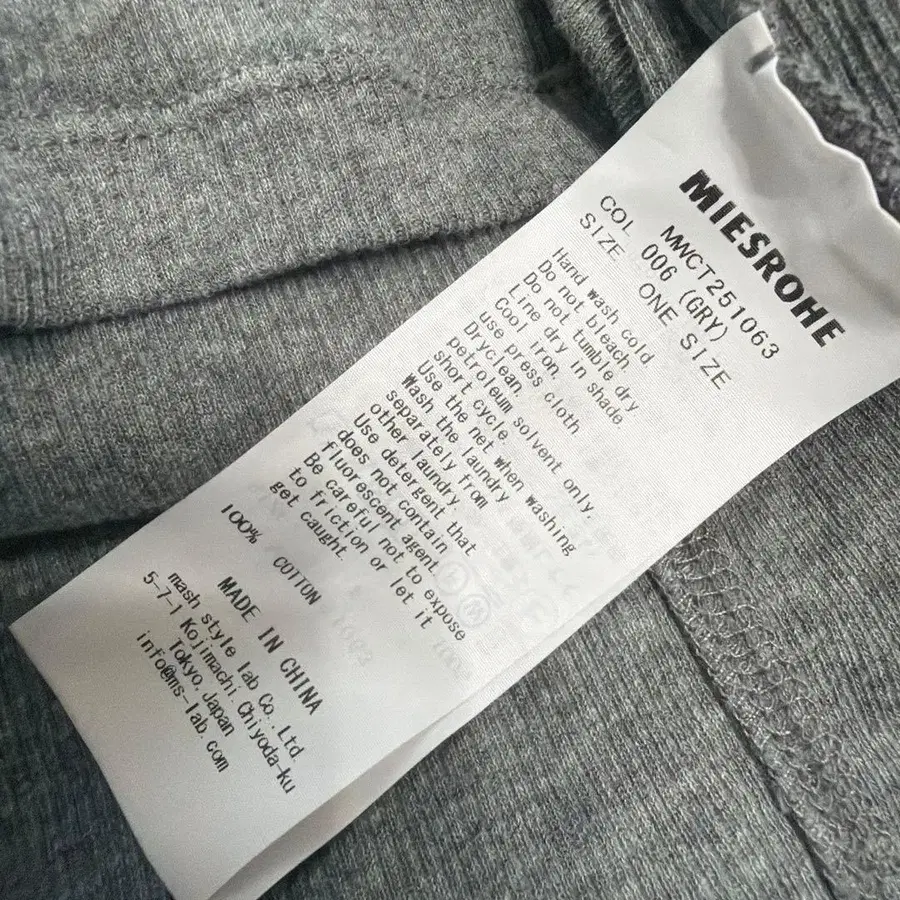 MIESROHE
MWCT251063
COL 006 (GRY)
SIZE ONE SIZE
Hand wash cold
Do not bleach.
Do not tumble dry
Line dry in shade.
Cool iron,
use press cloth
Dryclean,
petroleum solvent only.
short cycle.
Use the net when washing
Wash the laundry
separately from
other laundry.
Use detergent that
does not contain
fluorescent agent
Be careful not to expose
to friction or let it
get caught.
100% COTTON
MADE IN CHINA
mash style lab Co., Ltd.
5-7-1 Kojimachi, Chiyoda-ku
Tokyo, Japan
info@ms-lab.com